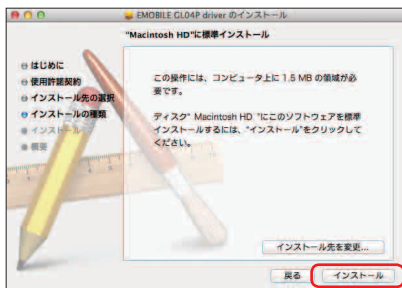 EMOBILE GL04P driver のインストール
"Macintosh HD"に標準インストール
はじめに
使用許諾契約
インストール先の選択
インストールの種類
インストール
概要
この操作には、コンピュータ上に 1.5 MB の領域が必
要です。
ディスク" Macintosh HD "にこのソフトウェアを標準
インストールするには、"インストール"をクリックして
ください。
インストール先を変更...
戻る
インストール